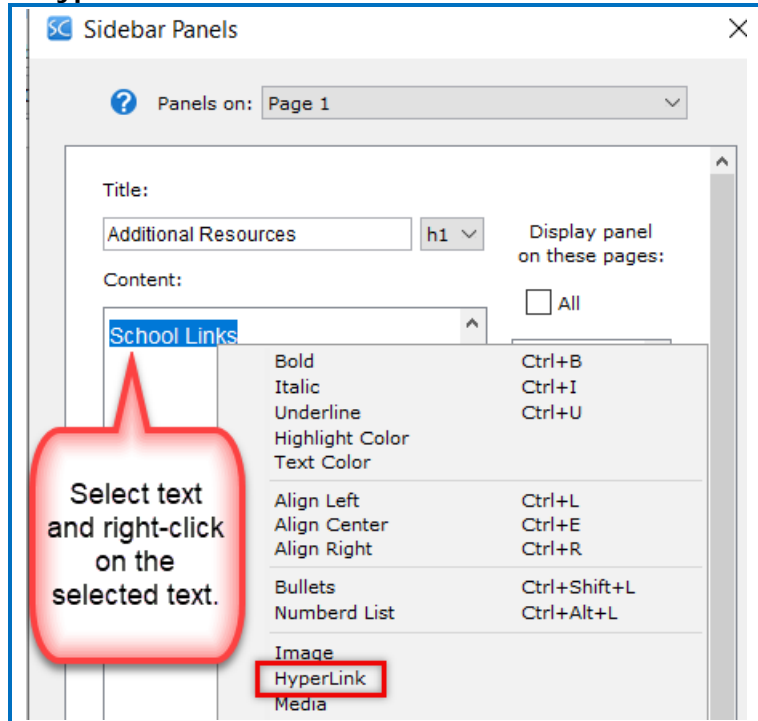 SC Sidebar Panels
? Panels on: Page 1
Title:
Additional Resources h1 Display panel
on these pages:
Content:
All
School Links
Bold Ctrl+B
Italic Ctrl+I
Underline Ctrl+U
Highlight Color
Text Color
Align Left Ctrl+L
Align Center Ctrl+E
Align Right Ctrl+R
Bullets Ctrl+Shift+L
Numberd List Ctrl+Alt+L
Image
HyperLink
Media
Select text
and right-click
on the
selected text.